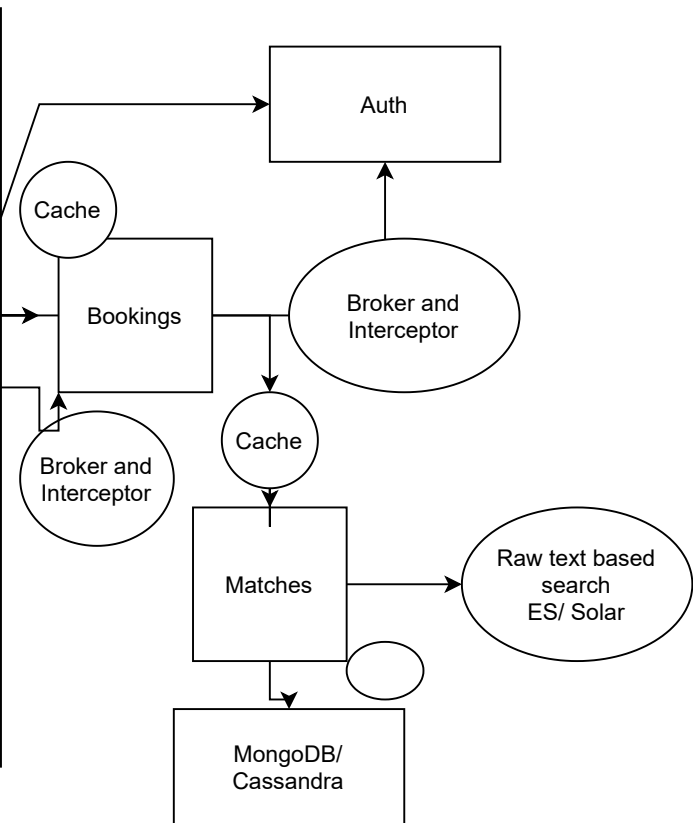 Auth
Cache
Bookings
Broker and
Interceptor
Cache
Broker and
Interceptor
Matches
Raw text based
search
ES/ Solar
MongoDB/
Cassandra